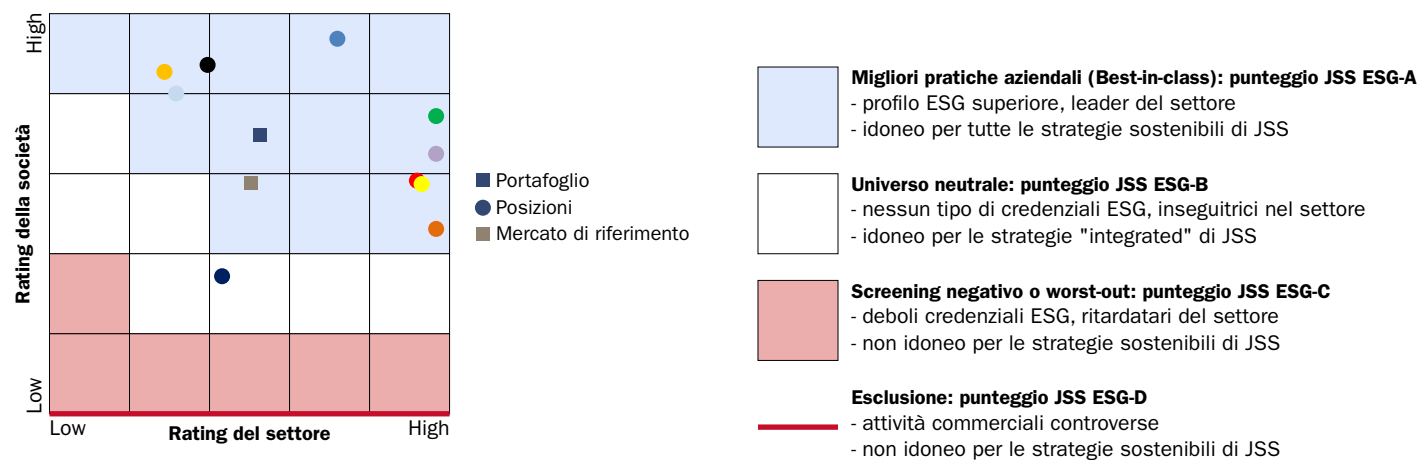 High
Rating della società
Low
Low
Rating del settore
High
Portafoglio
Posizioni
Mercato di riferimento
Migliori pratiche aziendali (Best-in-class): punteggio JSS ESG-A
- profilo ESG superiore, leader del settore
- idoneo per tutte le strategie sostenibili di JSS
Universo neutrale: punteggio JSS ESG-B
- nessun tipo di credenziali ESG, inseguitrici nel settore
- idoneo per le strategie "integrated" di JSS
Screening negativo o worst-out: punteggio JSS ESG-C
- deboli credenziali ESG, ritardatari del settore
- non idoneo per le strategie sostenibili di JSS
Esclusione: punteggio JSS ESG-D
- attività commerciali controverse
- non idoneo per le strategie sostenibili di JSS